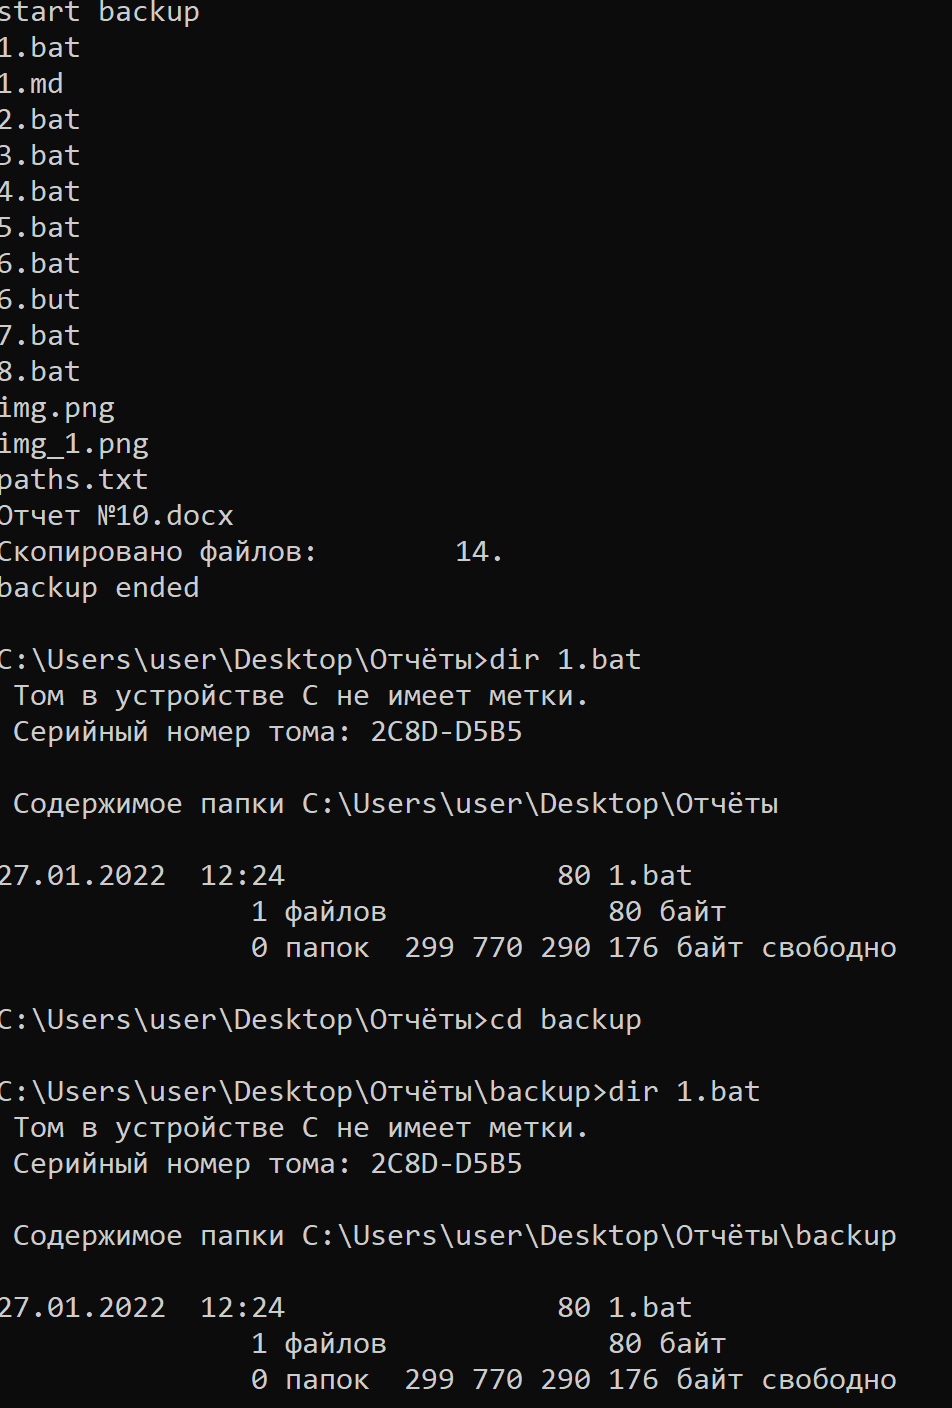 start backup
1.bat
1.md
2.bat
3.bat
4.bat
5.bat
6.bat
6.but
7.bat
8.bat
img.png
img_1.png
paths.txt
Отчет №10.docx
Скопировано файлов:        14.
backup ended
C:\Users\user\Desktop\Отчёты>dir 1.bat
 Том в устройстве C не имеет метки.
 Серийный номер тома: 2C8D-D5B5
 Содержимое папки C:\Users\user\Desktop\Отчёты
27.01.2022  12:24                80 1.bat
               1 файлов             80 байт
               0 папок  299 770 290 176 байт свободно
C:\Users\user\Desktop\Отчёты>cd backup
C:\Users\user\Desktop\Отчёты\backup>dir 1.bat
 Том в устройстве C не имеет метки.
 Серийный номер тома: 2C8D-D5B5
 Содержимое папки C:\Users\user\Desktop\Отчёты\backup
27.01.2022  12:24                80 1.bat
               1 файлов             80 байт
               0 папок  299 770 290 176 байт свободно